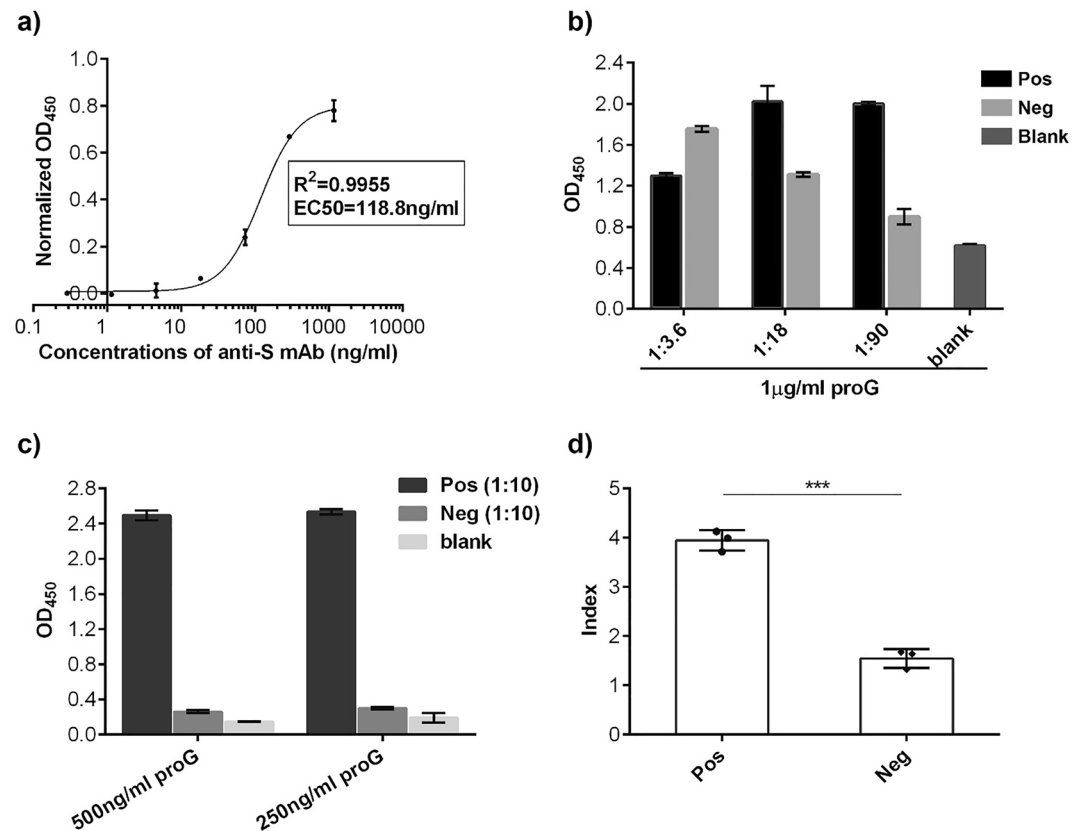 a)
1.0
0.8
0.6
0.4
0.2
0.0
Normalized OD450
R2=0.9955
EC50=118.8ng/ml
0.1 1 10 100 1000 10000
Concentrations of anti-S mAb (ng/ml)
b)
2.4
2.0
1.6
1.2
0.8
0.4
0.0
OD450
Pos
Neg
Blank
1:3.6 1:18 1:90 blank
1μg/ml proG
c)
2.8
2.4
2.0
1.6
1.2
0.8
0.4
0.0
OD450
Pos (1:10)
Neg (1:10)
blank
500ng/ml proG 250ng/ml proG
d)
5
4
3
2
1
0
Index
***
Pos Neg